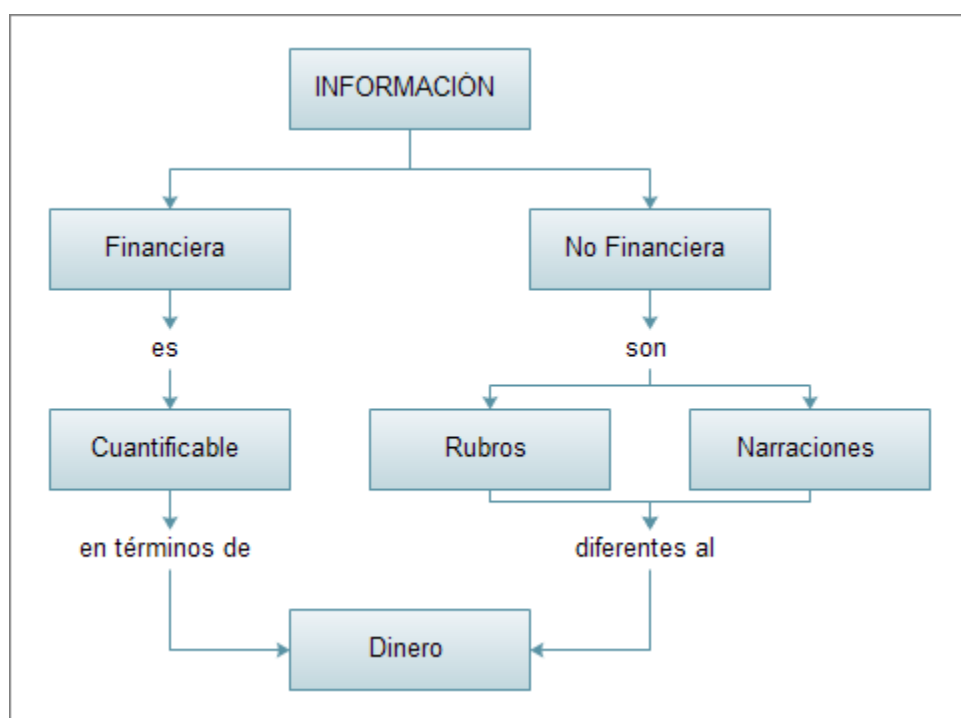 INFORMACIÓN
Financiera
No Financiera
es
son
Cuantificable
Rubros
Narraciones
en términos de
diferentes al
Dinero